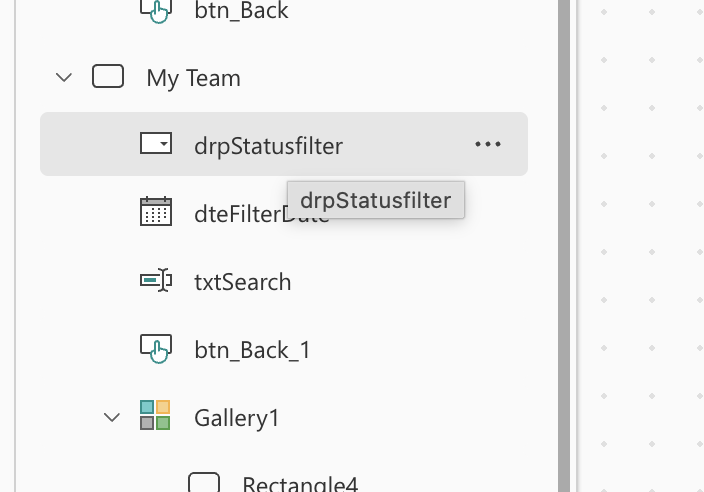 btn_Back
My Team
drpStatusfilter
drpStatusfilter
dteFilterDate
txtSearch
btn_Back_1
Gallery1
Rectangle4